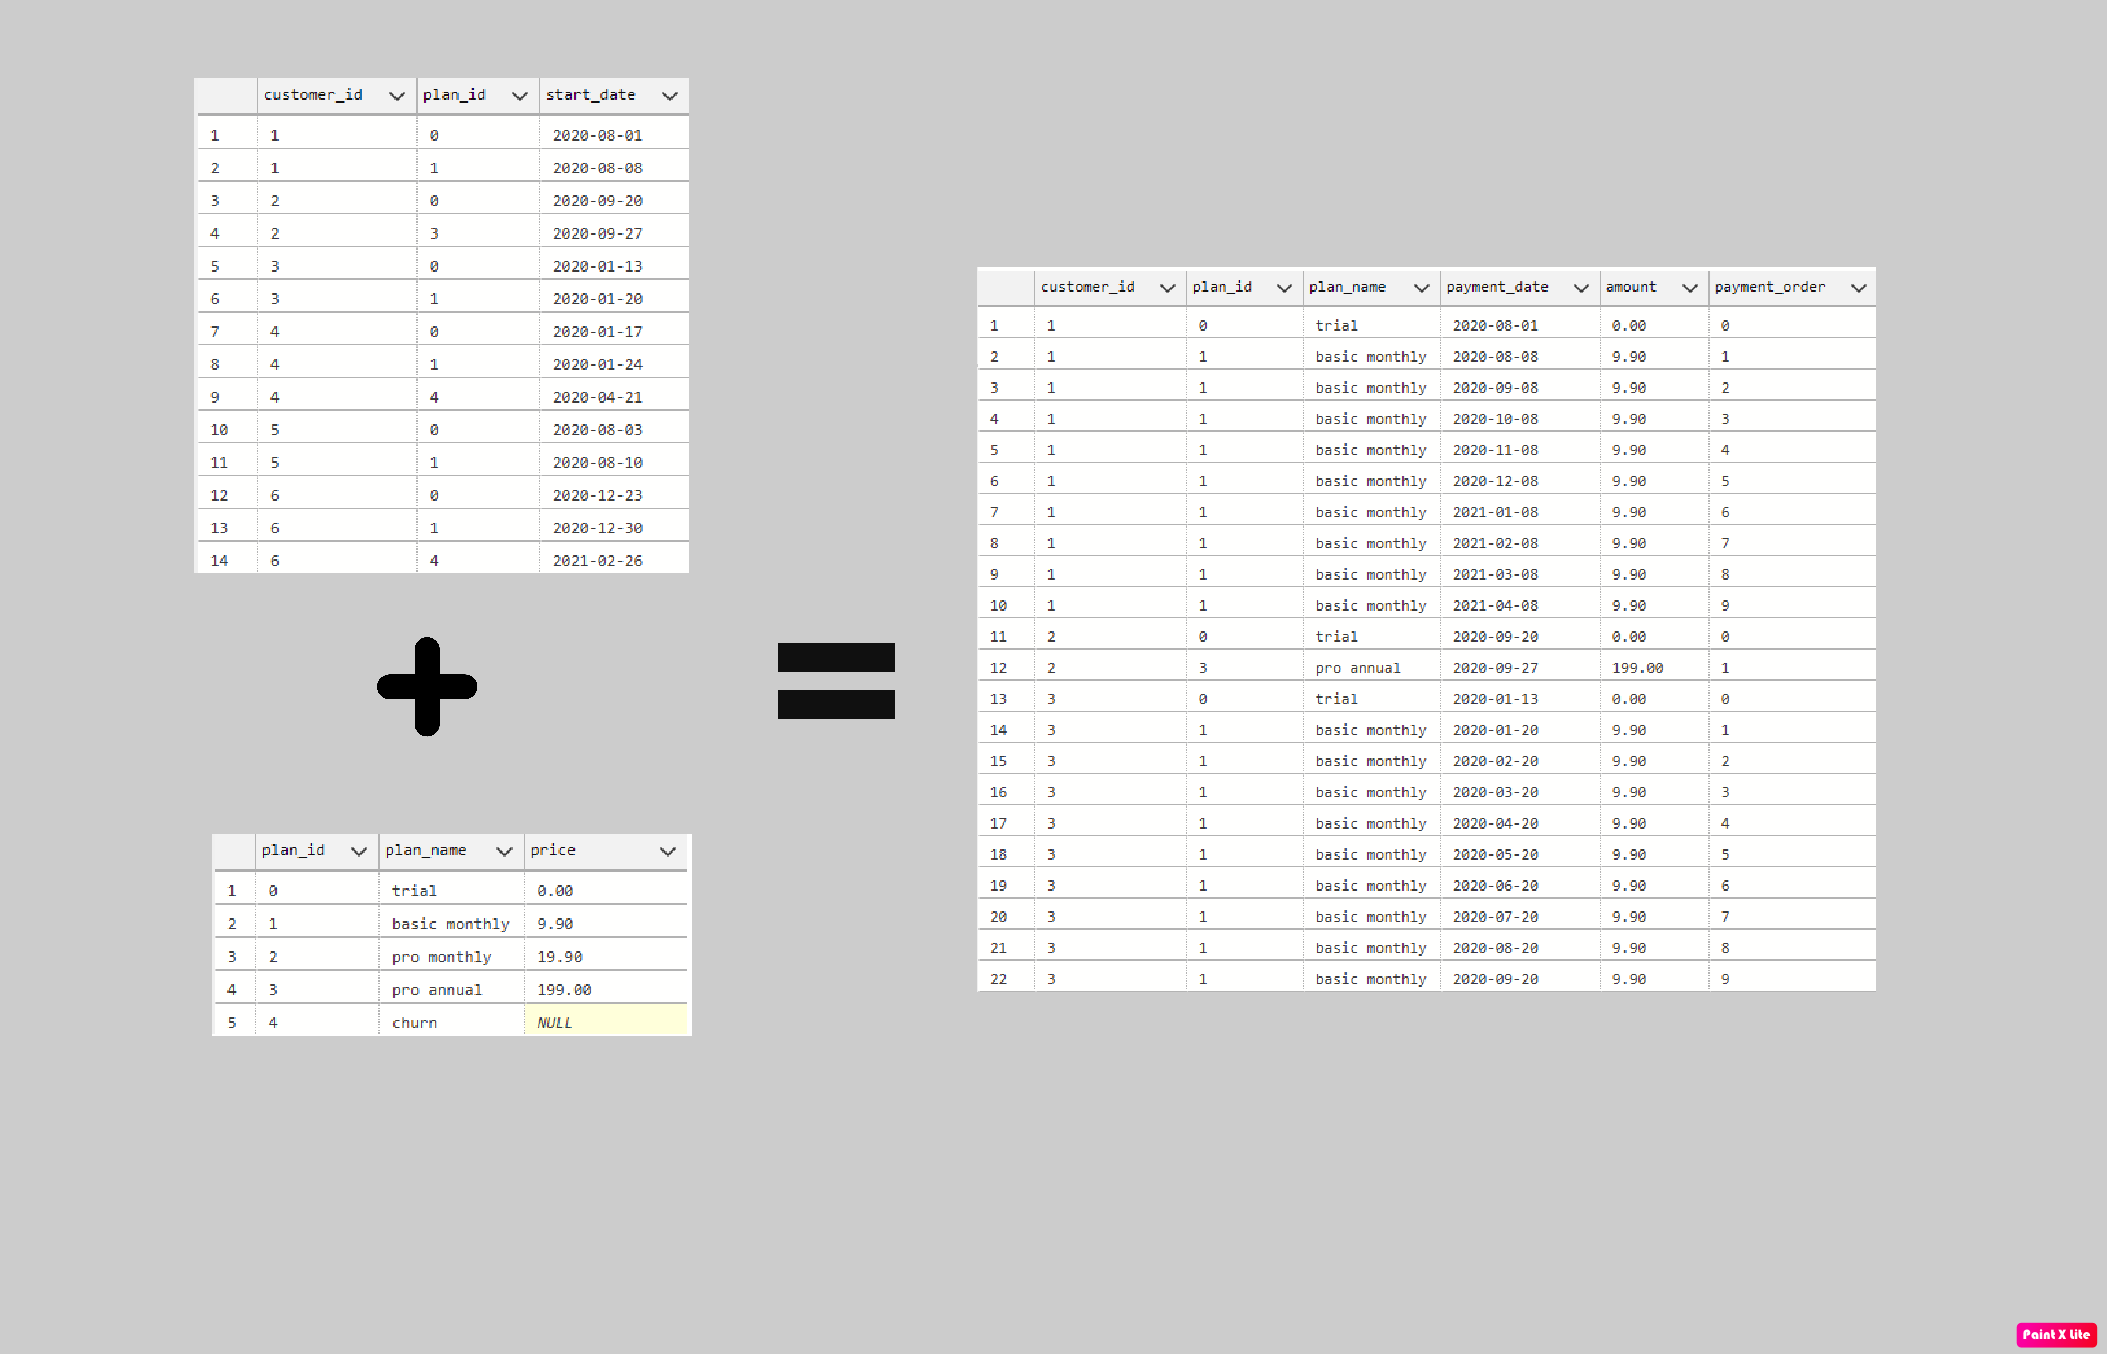 customer_id plan_id start_date
1 1 0 2020-08-01
2 1 1 2020-08-08
3 2 0 2020-09-20
4 2 3 2020-09-27
5 3 0 2020-01-13
6 3 1 2020-01-20
7 4 0 2020-01-17
8 4 1 2020-01-24
9 4 4 2020-04-21
10 5 0 2020-08-03
11 5 1 2020-08-10
12 6 0 2020-12-23
13 6 1 2020-12-30
14 6 4 2021-02-26
plan_id plan_name price
1 0 trial 0.00
2 1 basic monthly 9.90
3 2 pro monthly 19.90
4 3 pro annual 199.00
5 4 churn NULL
customer_id plan_id plan_name payment_date amount payment_order
1 1 0 trial 2020-08-01 0.00 0
2 1 1 basic monthly 2020-08-08 9.90 1
3 1 1 basic monthly 2020-09-08 9.90 2
4 1 1 basic monthly 2020-10-08 9.90 3
5 1 1 basic monthly 2020-11-08 9.90 4
6 1 1 basic monthly 2020-12-08 9.90 5
7 1 1 basic monthly 2021-01-08 9.90 6
8 1 1 basic monthly 2021-02-08 9.90 7
9 1 1 basic monthly 2021-03-08 9.90 8
10 1 1 basic monthly 2021-04-08 9.90 9
11 2 0 trial 2020-09-20 0.00 0
12 2 3 pro annual 2020-09-27 199.00 1
13 3 0 trial 2020-01-13 0.00 0
14 3 1 basic monthly 2020-01-20 9.90 1
15 3 1 basic monthly 2020-02-20 9.90 2
16 3 1 basic monthly 2020-03-20 9.90 3
17 3 1 basic monthly 2020-04-20 9.90 4
18 3 1 basic monthly 2020-05-20 9.90 5
19 3 1 basic monthly 2020-06-20 9.90 6
20 3 1 basic monthly 2020-07-20 9.90 7
21 3 1 basic monthly 2020-08-20 9.90 8
22 3 1 basic monthly 2020-09-20 9.90 9
Paint X Lite